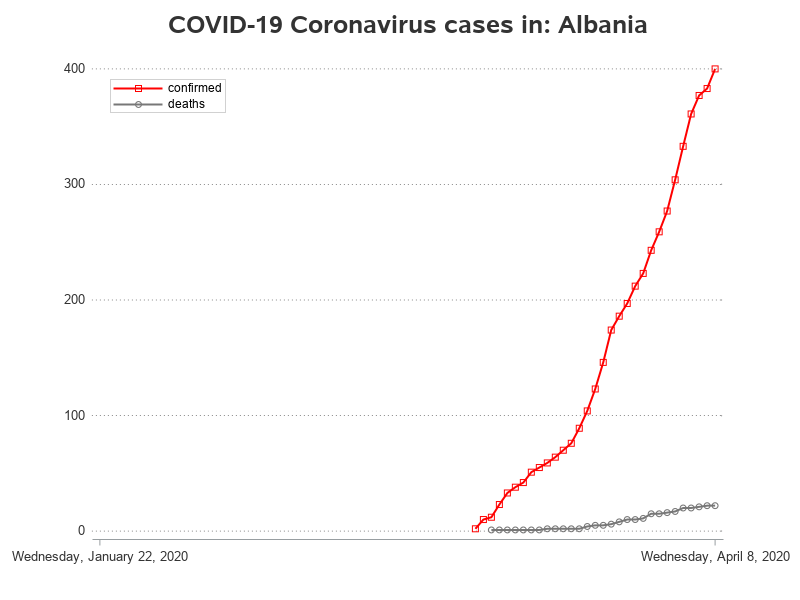 COVID-19 Coronavirus cases in: Albania
400
confirmed
deaths
300
200
100
0
Wednesday, January 22, 2020
Wednesday, April 8, 2020